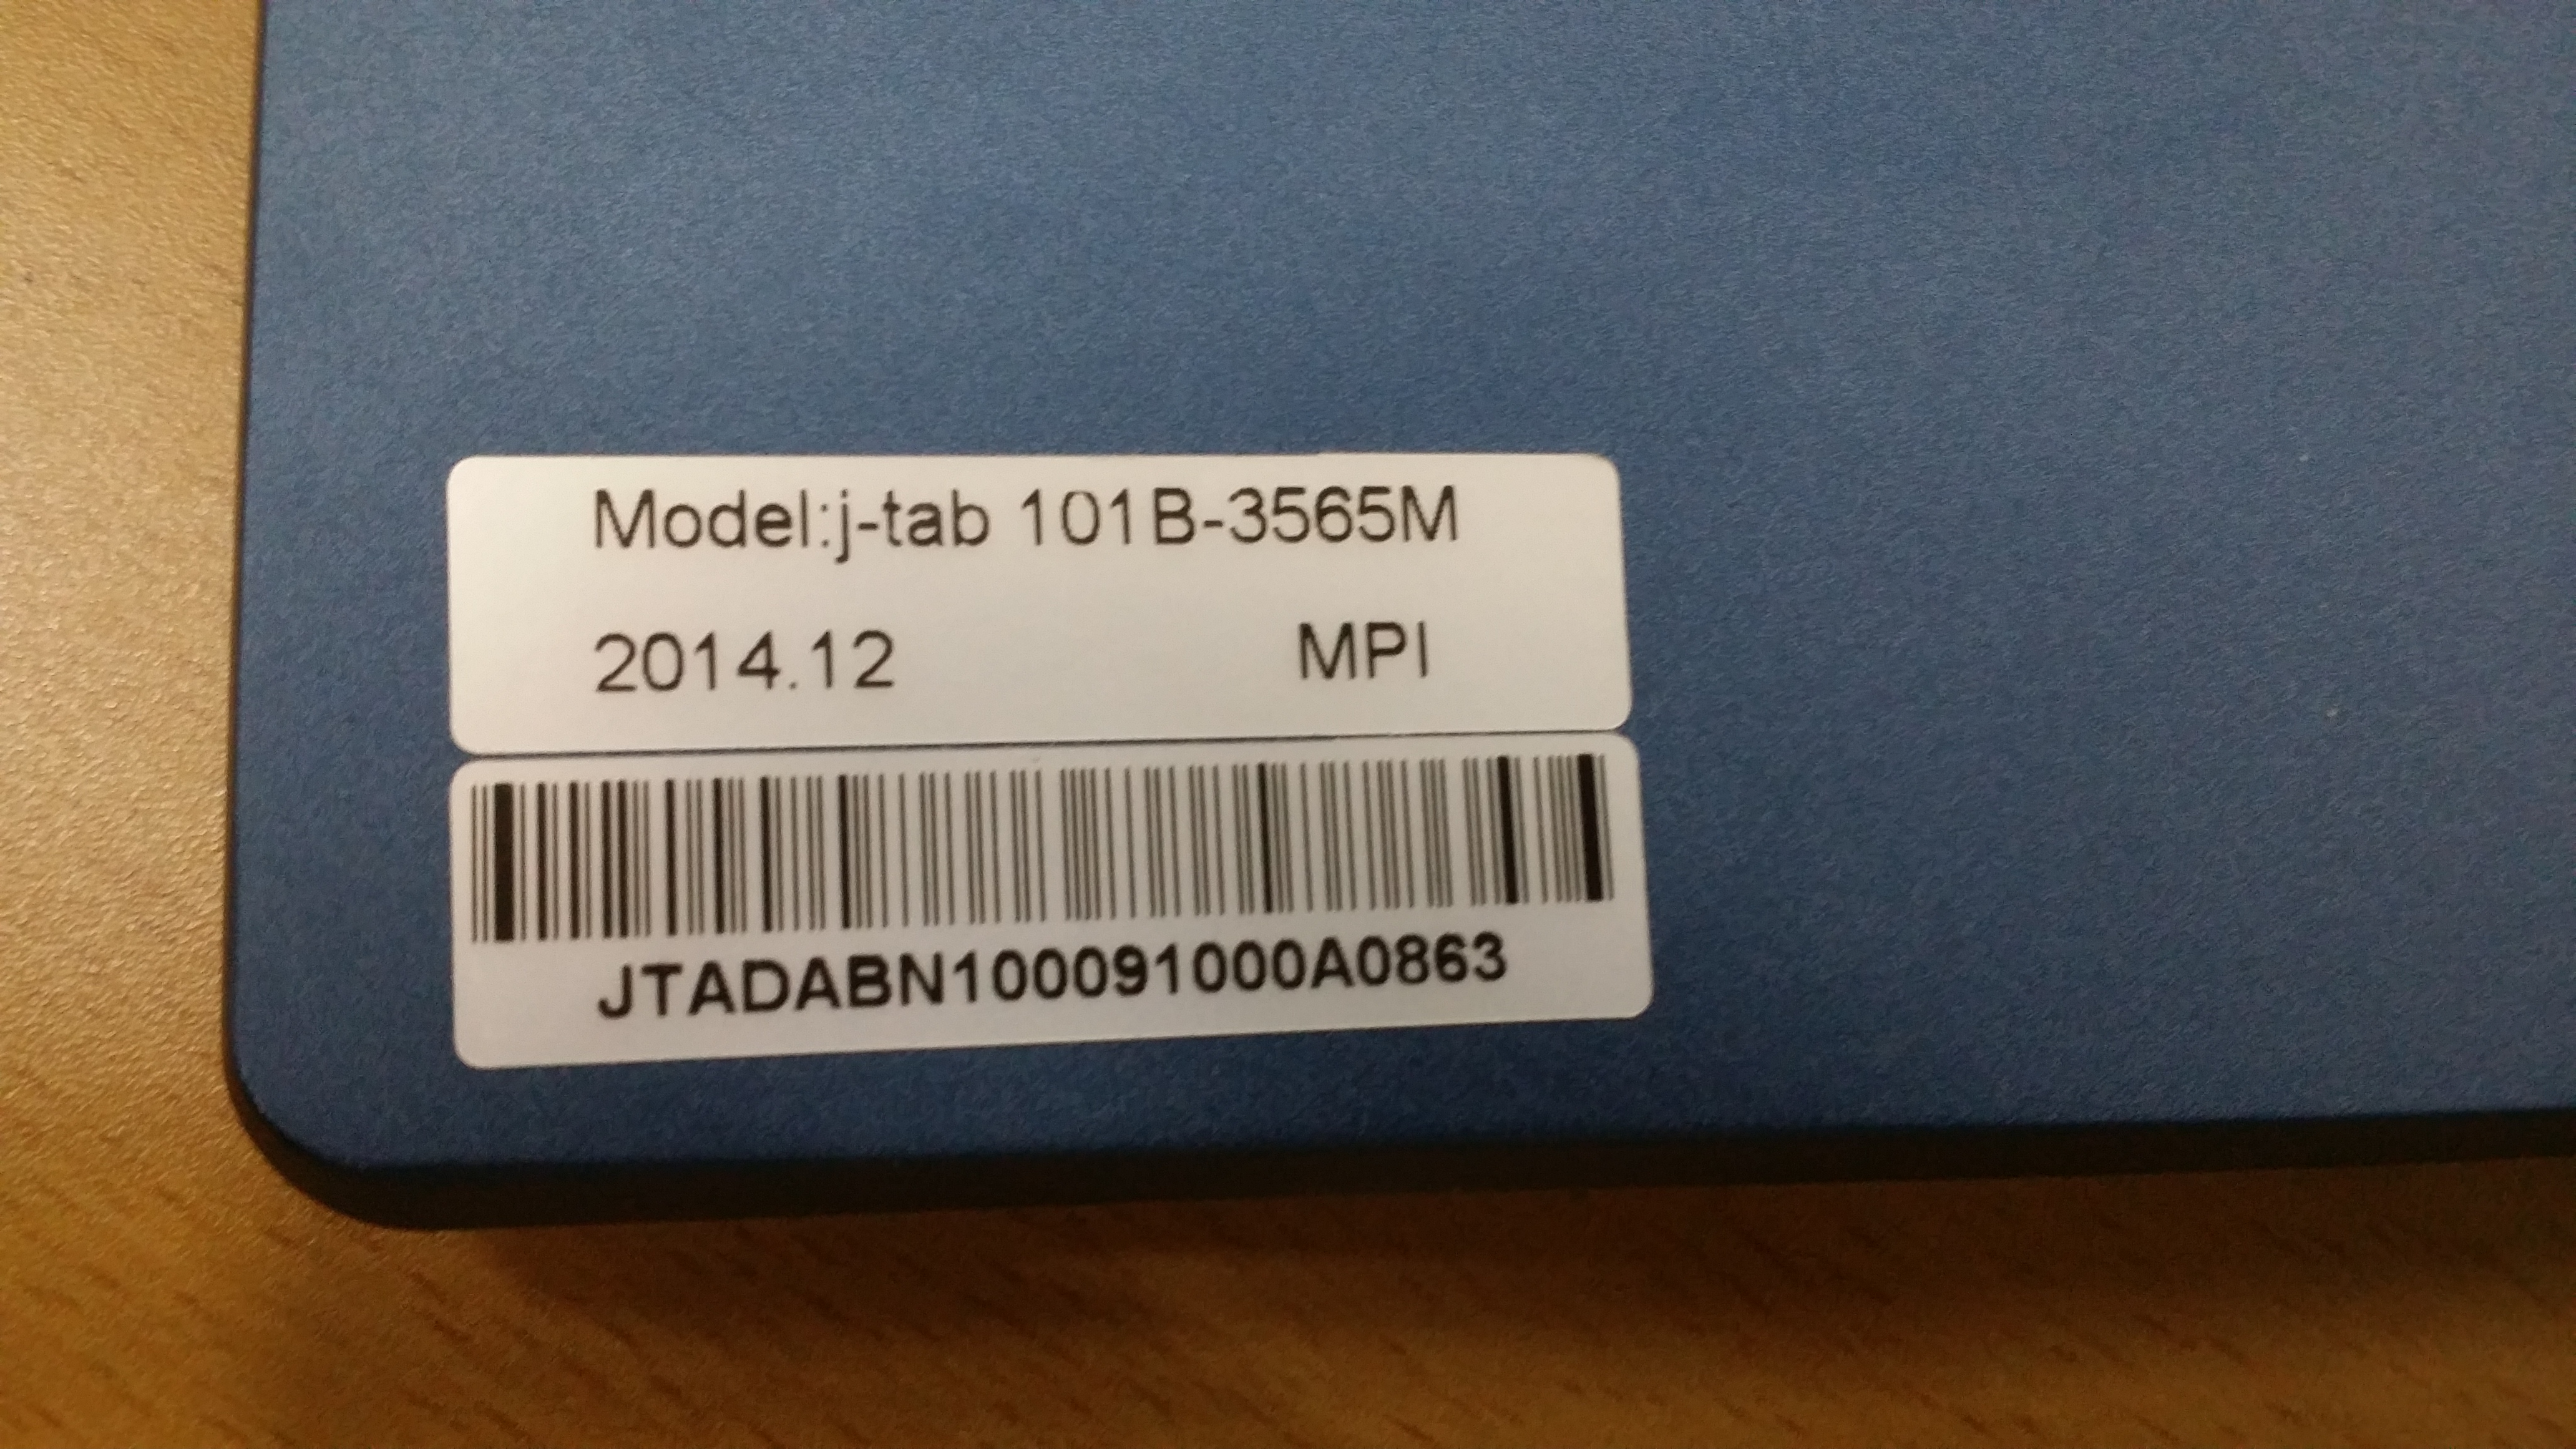 Model:j-tab 101B-3565M
2014.12 MPI
JTADABN100091000A0863